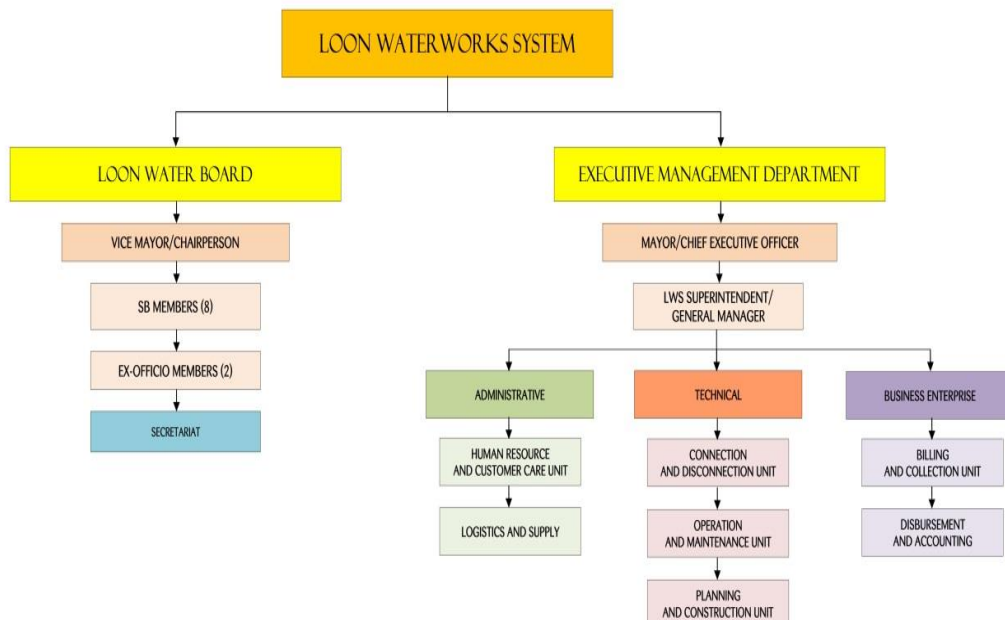 LOON WATERWORKS SYSTEM
LOON WATER BOARD
VICE MAYOR/CHAIRPERSON
SB MEMBERS (8)
EX-OFFICIO MEMBERS (2)
SECRETARIAT
EXECUTIVE MANAGEMENT DEPARTMENT
MAYOR/CHIEF EXECUTIVE OFFICER
LWS SUPERINTENDENT/
GENERAL MANAGER
ADMINISTRATIVE
HUMAN RESOURCE
AND CUSTOMER CARE UNIT
LOGISTICS AND SUPPLY
TECHNICAL
CONNECTION
AND DISCONNECTION UNIT
OPERATION
AND MAINTENANCE UNIT
PLANNING
AND CONSTRUCTION UNIT
BUSINESS ENTERPRISE
BILLING
AND COLLECTION UNIT
DISBURSEMENT
AND ACCOUNTING